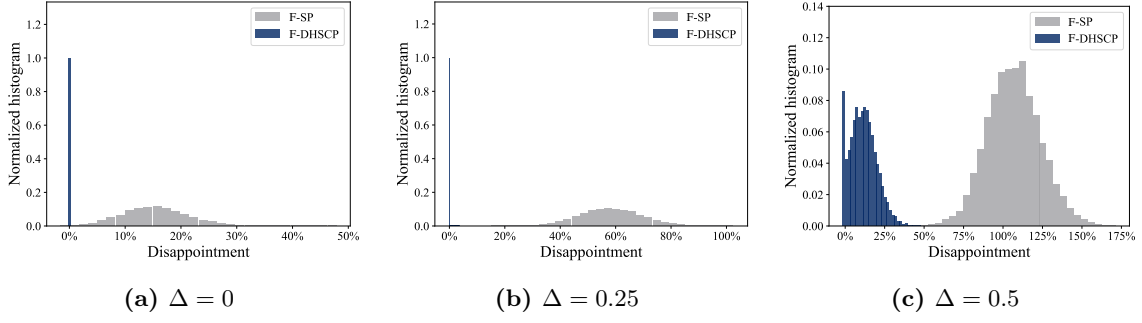 F-SP
F-DHSCP
Normalized histogram
1.2
1.0
0.8
0.6
0.4
0.2
0.0
0% 10% 20% 30% 40% 50%
Disappointment
(a) Δ = 0
F-SP
F-DHSCP
Normalized histogram
1.2
1.0
0.8
0.6
0.4
0.2
0.0
0% 20% 40% 60% 80% 100%
Disappointment
(b) Δ = 0.25
F-SP
F-DHSCP
Normalized histogram
0.14
0.12
0.10
0.08
0.06
0.04
0.02
0.00
0% 25% 50% 75% 100% 125% 150% 175%
Disappointment
(c) Δ = 0.5